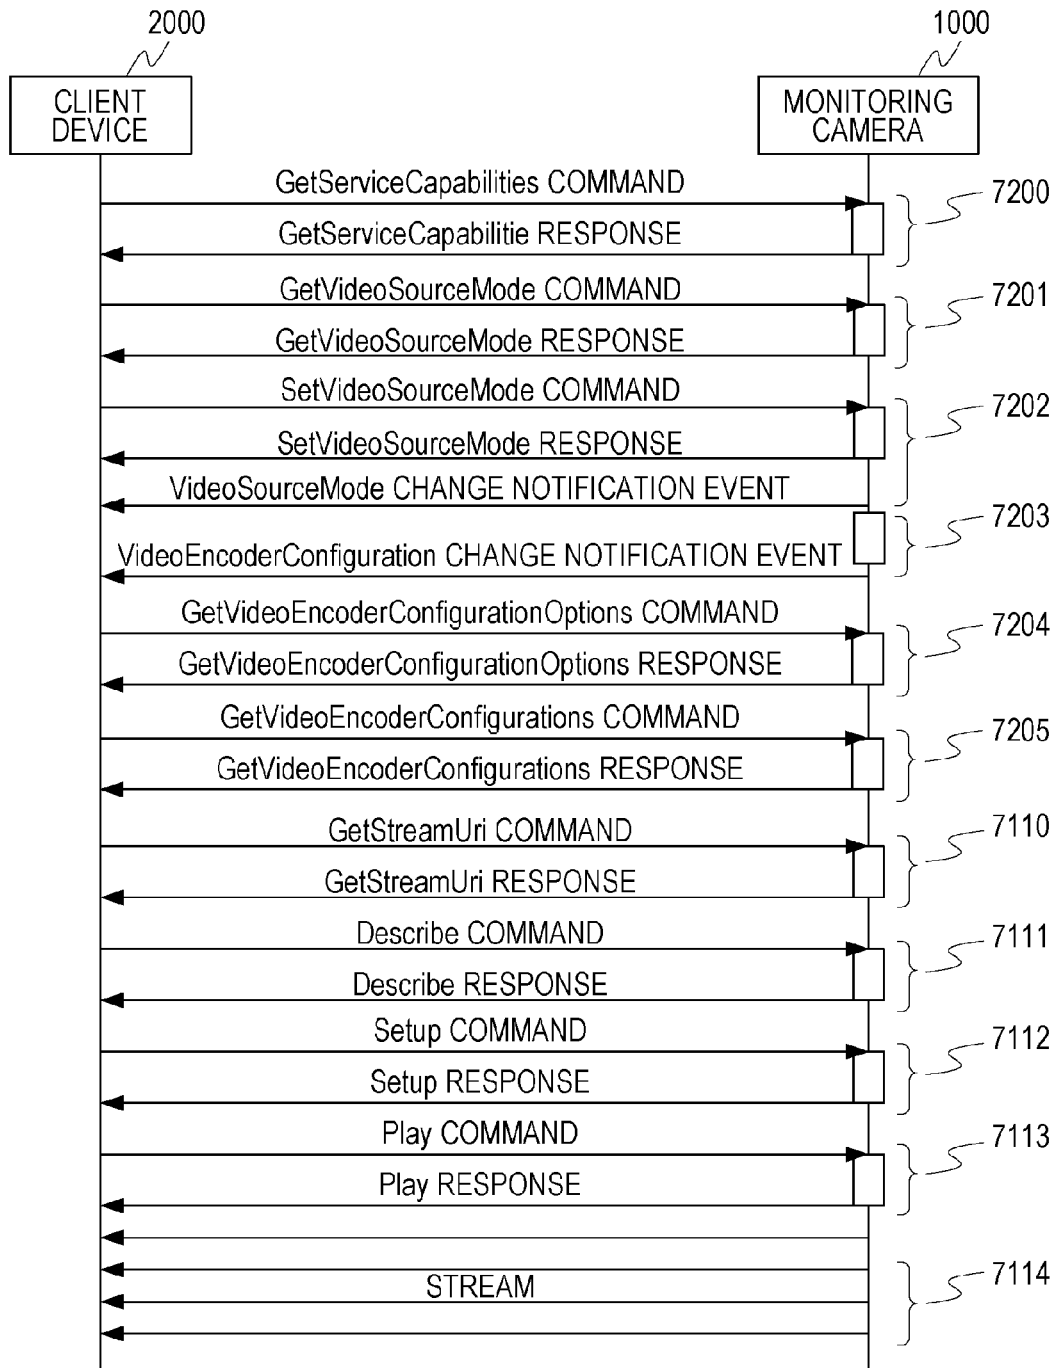 2000
1000
CLIENT
DEVICE
MONITORING
CAMERA
GetServiceCapabilities COMMAND
7200
GetServiceCapabilitie RESPONSE
GetVideoSourceMode COMMAND
7201
GetVideoSourceMode RESPONSE
SetVideoSourceMode COMMAND
7202
SetVideoSourceMode RESPONSE
VideoSourceMode CHANGE NOTIFICATION EVENT
7203
VideoEncoderConfiguration CHANGE NOTIFICATION EVENT
GetVideoEncoderConfigurationOptions COMMAND
7204
GetVideoEncoderConfigurationOptions RESPONSE
GetVideoEncoderConfigurations COMMAND
7205
GetVideoEncoderConfigurations RESPONSE
GetStreamUri COMMAND
7110
GetStreamUri RESPONSE
Describe COMMAND
7111
Describe RESPONSE
Setup COMMAND
7112
Setup RESPONSE
Play COMMAND
7113
Play RESPONSE
7114
STREAM